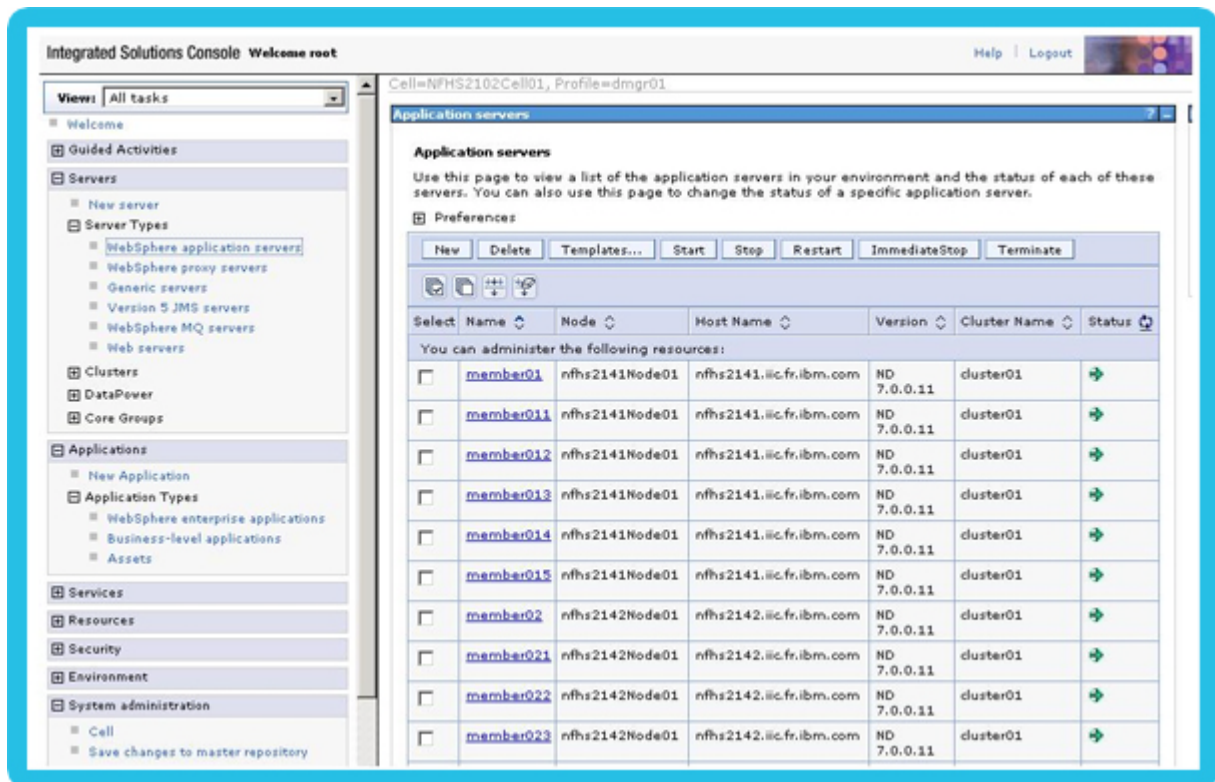 Integrated Solutions Console Welcome root
Help Logout
View: All tasks
Welcome
Guided Activities
Servers
New server
Server Types
WebSphere application servers
WebSphere proxy servers
Generic servers
Version 5 JMS servers
WebSphere MQ servers
Web servers
Clusters
DataPower
Core Groups
Applications
New Application
Application Types
WebSphere enterprise applications
Business-level applications
Assets
Services
Resources
Security
Environment
System administration
Cell
Save changes to master repository
Cell=NFHS2102Cell01, Profile=dmgr01
Application servers ? -
Application servers
Use this page to view a list of the application servers in your environment and the status of each of these
servers. You can also use this page to change the status of a specific application server.
Preferences
New Delete Templates... Start Stop Restart ImmediateStop Terminate
Select Name Node Host Name Version Cluster Name Status
You can administer the following resources:
member01 nfhs2141Node01 nfhs2141.iic.fr.ibm.com ND cluster01
7.0.0.11
member011 nfhs2141Node01 nfhs2141.iic.fr.ibm.com ND cluster01
7.0.0.11
member012 nfhs2141Node01 nfhs2141.iic.fr.ibm.com ND cluster01
7.0.0.11
member013 nfhs2141Node01 nfhs2141.iic.fr.ibm.com ND cluster01
7.0.0.11
member014 nfhs2141Node01 nfhs2141.iic.fr.ibm.com ND cluster01
7.0.0.11
member015 nfhs2141Node01 nfhs2141.iic.fr.ibm.com ND cluster01
7.0.0.11
member02 nfhs2142Node01 nfhs2142.iic.fr.ibm.com ND cluster01
7.0.0.11
member021 nfhs2142Node01 nfhs2142.iic.fr.ibm.com ND cluster01
7.0.0.11
member022 nfhs2142Node01 nfhs2142.iic.fr.ibm.com ND cluster01
7.0.0.11
member023 nfhs2142Node01 nfhs2142.iic.fr.ibm.com ND cluster01
7.0.0.11